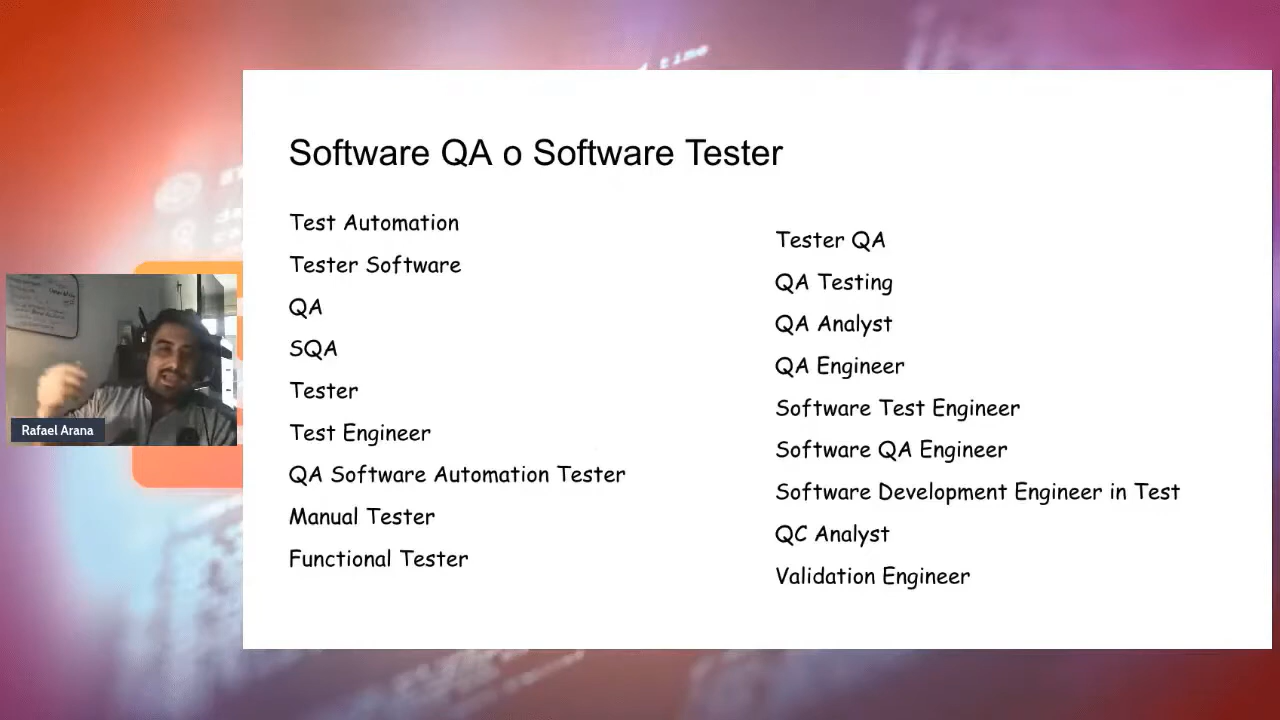 time
Software QA o Software Tester
Test Automation
Tester Software
QA
SQA
Tester
Test Engineer
QA Software Automation Tester
Manual Tester
Functional Tester
Tester QA
QA Testing
QA Analyst
QA Engineer
Software Test Engineer
Software QA Engineer
Software Development Engineer in Test
QC Analyst
Validation Engineer
Rafael Arana